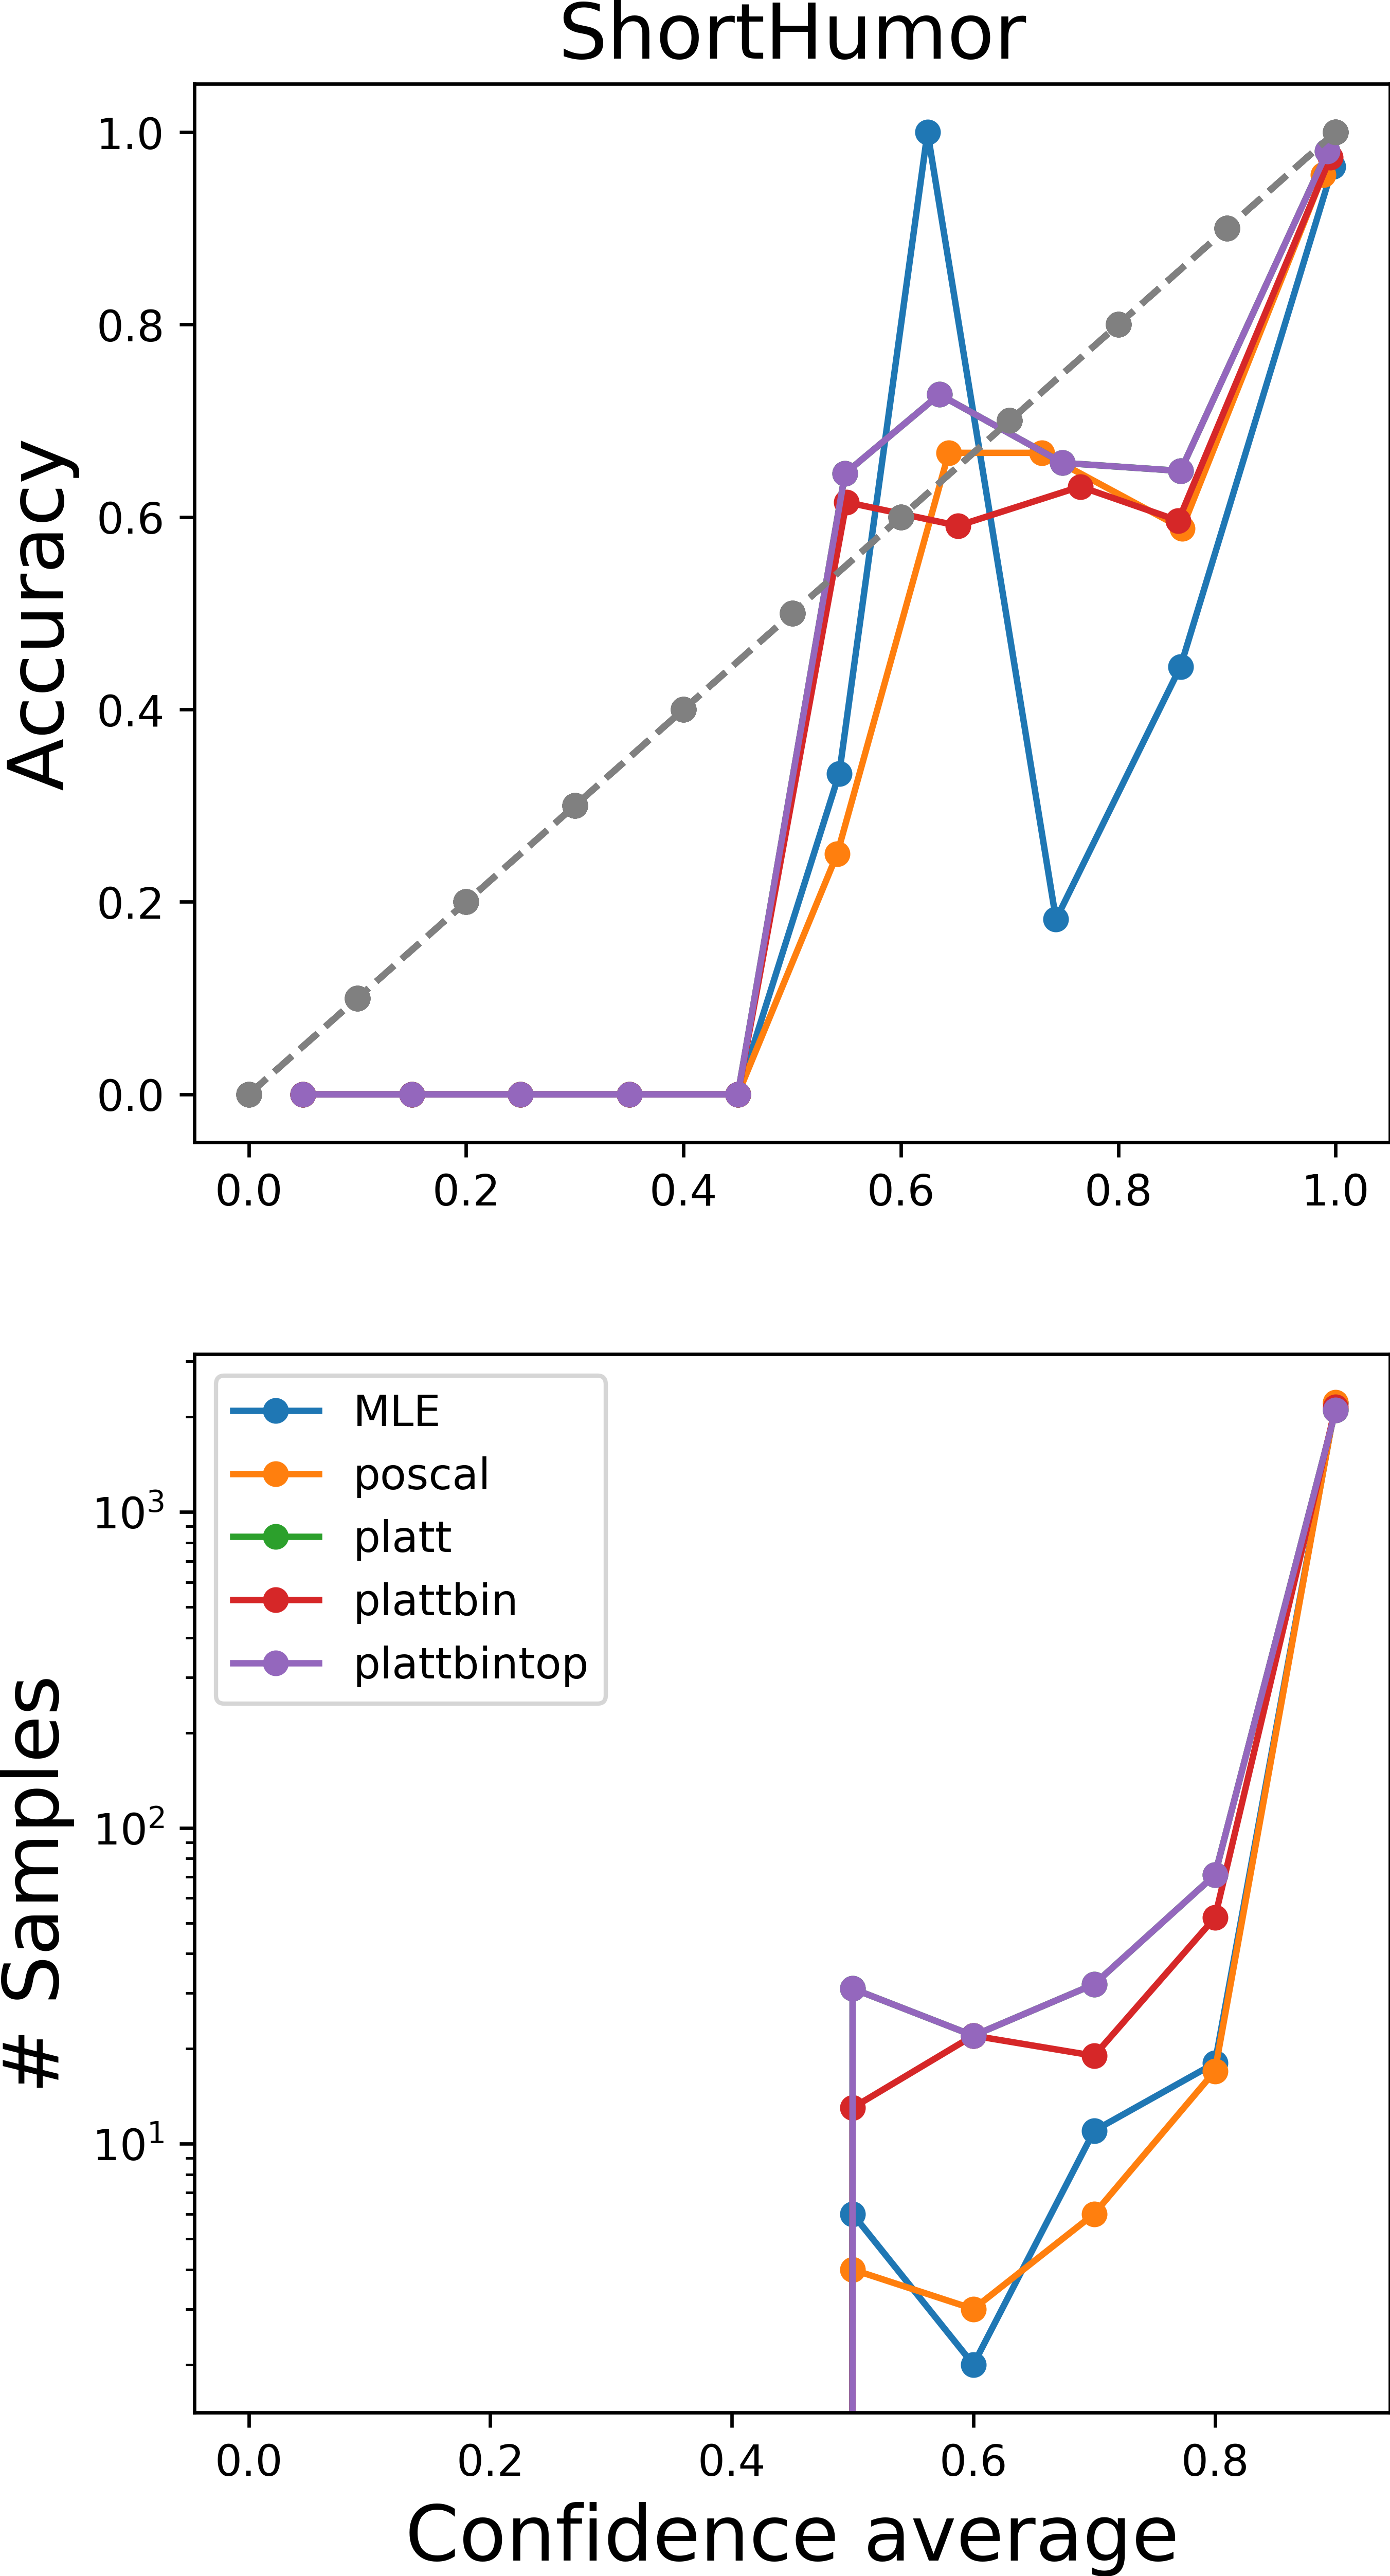 ShortHumor
Accuracy
1.0
0.8
0.6
0.4
0.2
0.0
0.0 0.2 0.4 0.6 0.8 1.0
# Samples
10³
10²
10¹
MLE
poscal
platt
plattbin
plattbintop
0.0 0.2 0.4 0.6 0.8
Confidence average